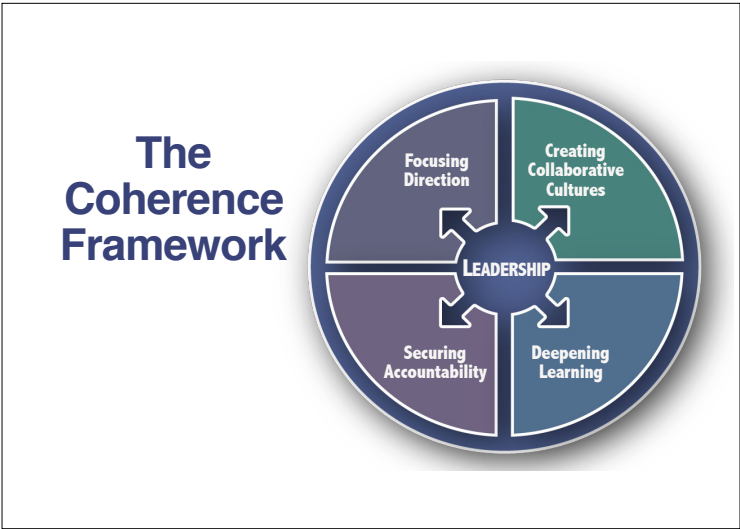 The
Coherence
Framework
Focusing
Direction
Creating
Collaborative
Cultures
LEADERSHIP
Securing
Accountability
Deepening
Learning